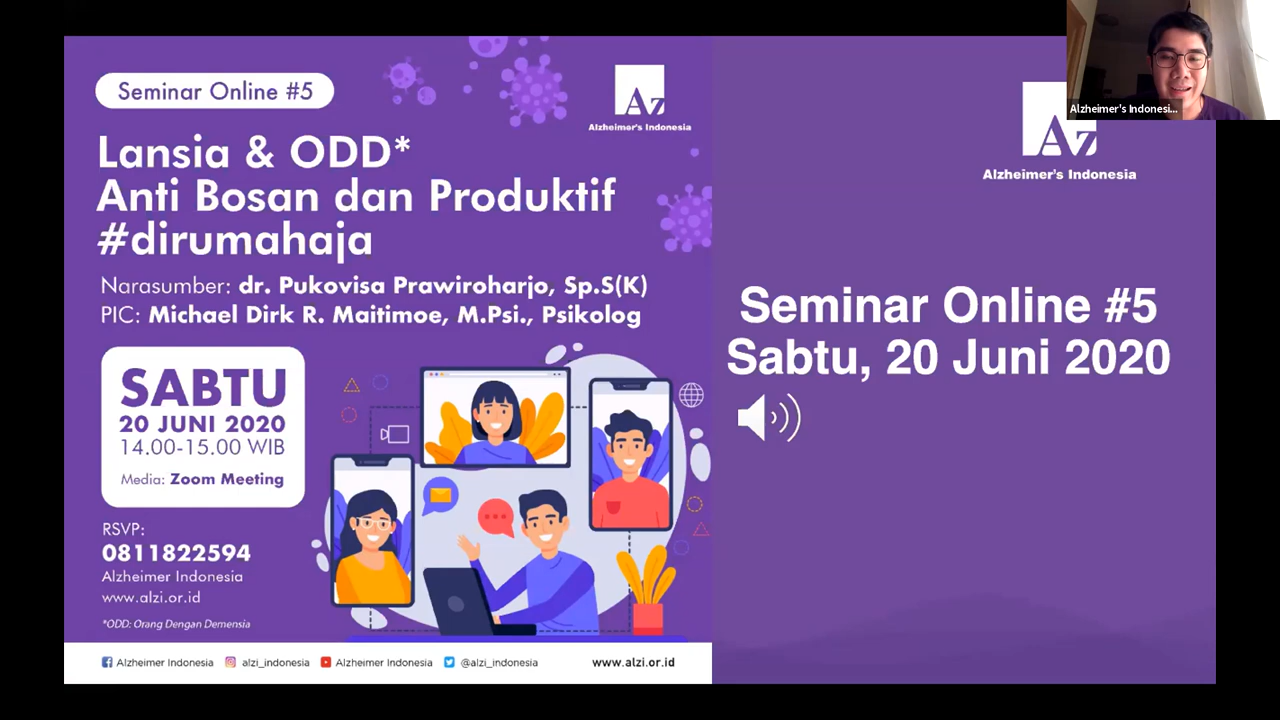 Seminar Online #5
Az
Alzheimer's Indonesia
Lansia & ODD*
Anti Bosan dan Produktif
#dirumahaja
Narasumber: dr. Pukovisa Prawiroharjo, Sp.S(K)
PIC: Michael Dirk R. Maitimoe, M.Psi., Psikolog
SABTU
20 JUNI 2020
14.00-15.00 WIB
Media: Zoom Meeting
RSVP:
0811822594
Alzheimer Indonesia
www.alzi.or.id
*ODD: Orang Dengan Demensia
Alzheimer Indonesia alzi_indonesia Alzheimer Indonesia @alzi_indonesia www.alzi.or.id
Alzheimer's Indonesi...
Az
Alzheimer's Indonesia
Seminar Online #5
Sabtu, 20 Juni 2020